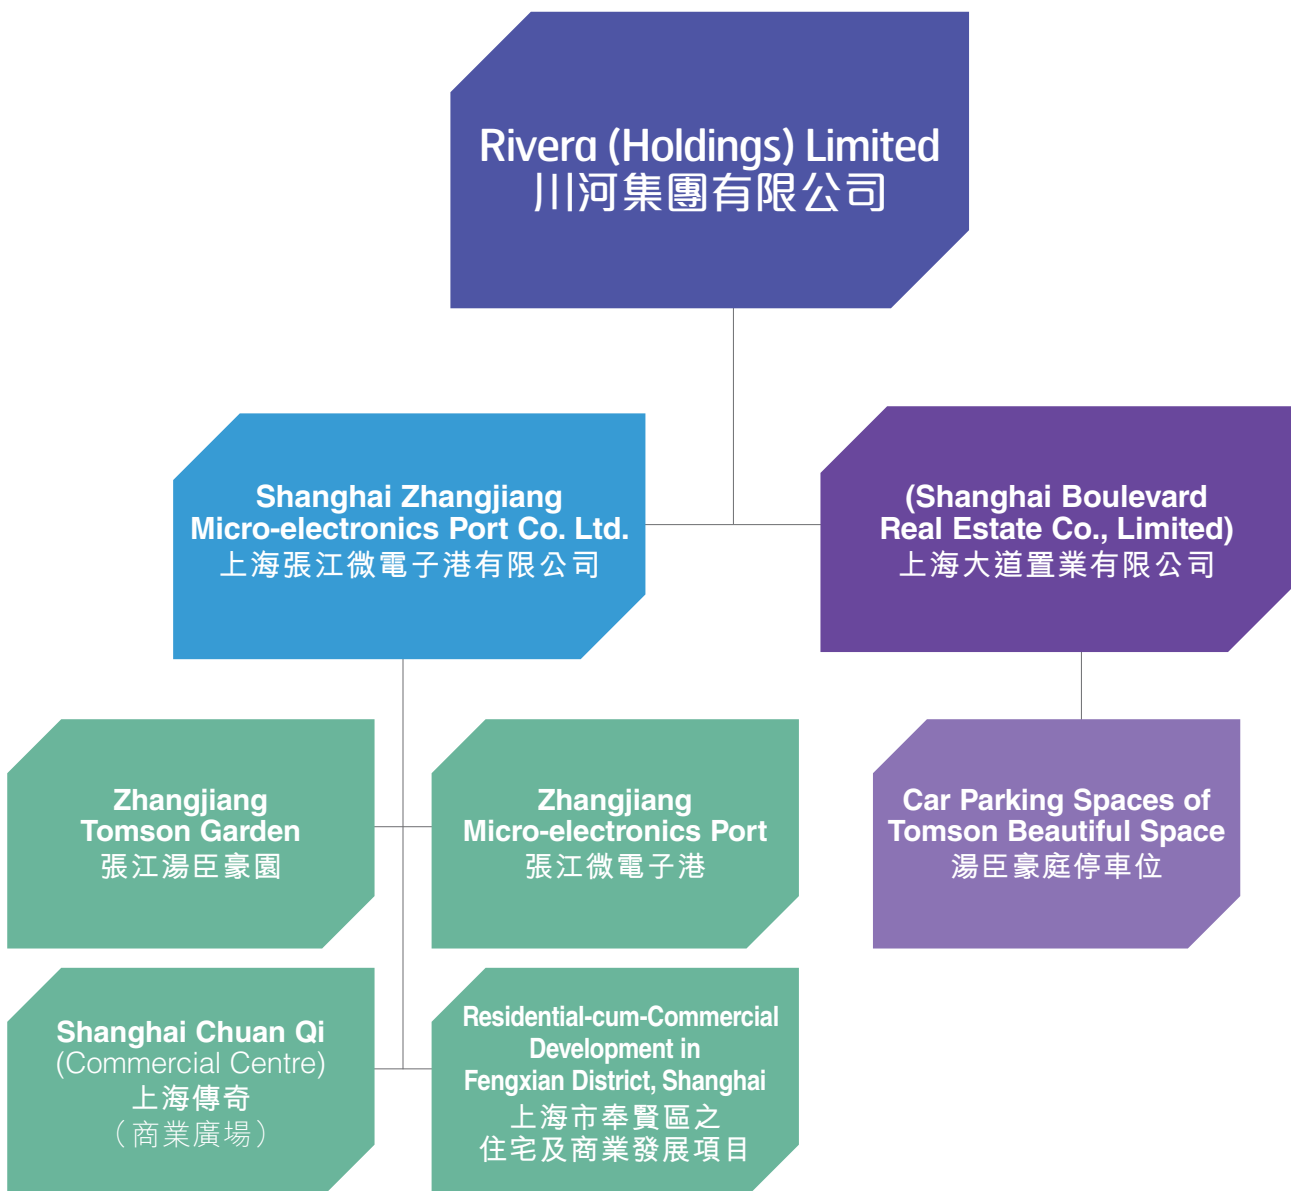 Rivera (Holdings) Limited
川河集團有限公司
Shanghai Zhangjiang
Micro-electronics Port Co. Ltd.
上海張江微電子港有限公司
(Shanghai Boulevard
Real Estate Co., Limited)
上海大道置業有限公司
Zhangjiang
Tomson Garden
張江湯臣豪園
Zhangjiang
Micro-electronics Port
張江微電子港
Car Parking Spaces of
Tomson Beautiful Space
湯臣豪庭停車位
Shanghai Chuan Qi
(Commercial Centre)
上海傳奇
（商業廣場）
Residential-cum-Commercial
Development in
Fengxian District, Shanghai
上海市奉賢區之
住宅及商業發展項目